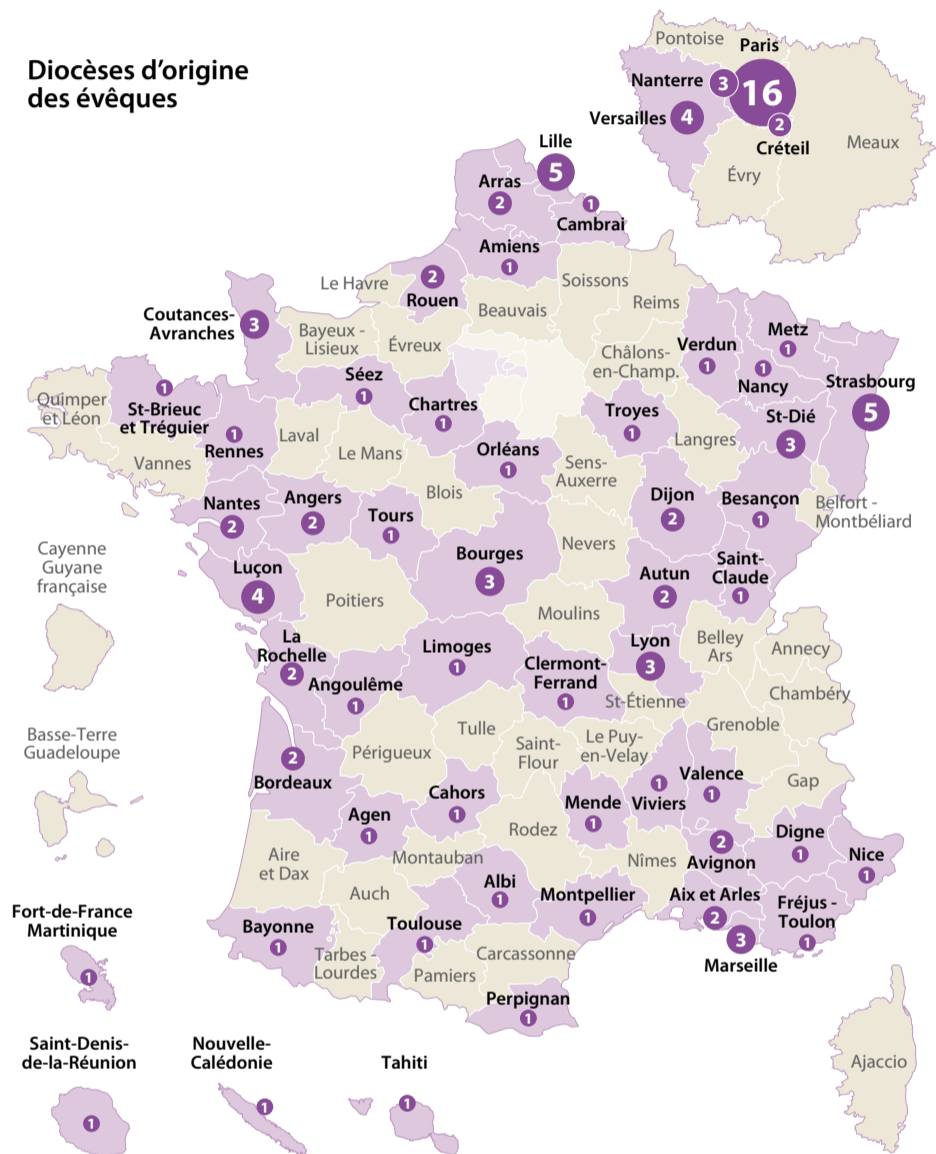 Diocèses d’origine
des évêques
Pontoise
Paris
16
Nanterre
3
Versailles
4
2
Créteil
Meaux
Évry
Lille
5
Arras
2
1
Cambrai
Amiens
1
Le Havre
2
Rouen
Beauvais
Soissons
Reims
Coutances-
Avranches
3
Bayeux -
Lisieux
Évreux
Châlons-
en-Champ.
Verdun
1
Metz
1
1
Nancy
Strasbourg
5
Quimper
et Léon
1
St-Brieuc
et Tréguier
1
Rennes
Vannes
Séez
1
Laval
Le Mans
Chartres
1
Orléans
1
Blois
Troyes
1
Sens-
Auxerre
Langres
St-Dié
3
Nantes
2
Angers
2
Tours
1
Bourges
3
Nevers
Dijon
2
Besançon
1
Belfort -
Montbéliard
Cayenne
Guyane
française
Luçon
4
Poitiers
Moulins
Autun
2
Saint-
Claude
1
La
Rochelle
2
Angoulême
1
Limoges
1
Clermont-
Ferrand
1
Lyon
3
St-Étienne
Belley
Ars
Annecy
Chambéry
Grenoble
Basse-Terre
Guadeloupe
2
Bordeaux
Périgueux
Tulle
Saint-
Flour
Le Puy-
en-Velay
1
Viviers
Valence
1
Gap
Agen
1
Cahors
1
Rodez
Mende
1
2
Avignon
Digne
1
Nice
1
Aire
et Dax
Montauban
Auch
Albi
1
Montpellier
1
Nîmes
Aix et Arles
2
3
Marseille
Fréjus -
Toulon
1
Fort-de-France
Martinique
1
Bayonne
1
Tarbes -
Lourdes
Toulouse
1
Pamiers
Carcassonne
Perpignan
1
Saint-Denis-
de-la-Réunion
1
Nouvelle-
Calédonie
1
Tahiti
1
Ajaccio